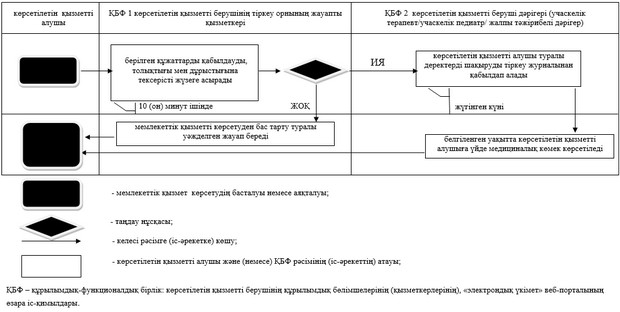 көрсетілетін қызметті
алушы
ҚБФ 1 көрсетілетін қызметті берушінің тіркеу орнының жауапты
қызметкері
ҚБФ 2 көрсетілетін қызметті беруші дәрігері (учаскелік
терапевт/учаскелік педиатр/ жалпы тәжірибелі дәрігер)
берілген құжаттарды қабылдауды,
толықтығы мен дұрыстығына
тексерісті жүзеге асырады
ИЯ
көрсетілетін қызметті алушы туралы
деректерді шақыруды тіркеу журналынан
қабылдап алады
10 (он) минут ішінде
ЖОҚ
жүгінген күні
мемлекеттік қызметті көрсетуден бас тарту туралы
уәжделген жауап береді
белгіленген уақытта көрсетілетін қызметті
алушыға үйде медициналық көмек көрсетіледі
- мемлекеттік қызмет көрсетудің басталуы немесе аяқталуы;
- таңдау нұсқасы;
- келесі рәсімге (іс-әрекетке) көшу;
- көрсетілетін қызметті алушы және (немесе) ҚБФ рәсімінің (іс-әрекеттің) атауы;
ҚБФ – құрылымдық-функционалдық бірлік: көрсетілетін қызметті берушінің құрылымдық бөлімшелерінің (қызметкерлерінің), «электрондық үкімет» веб-порталының
өзара іс-қимылдары.